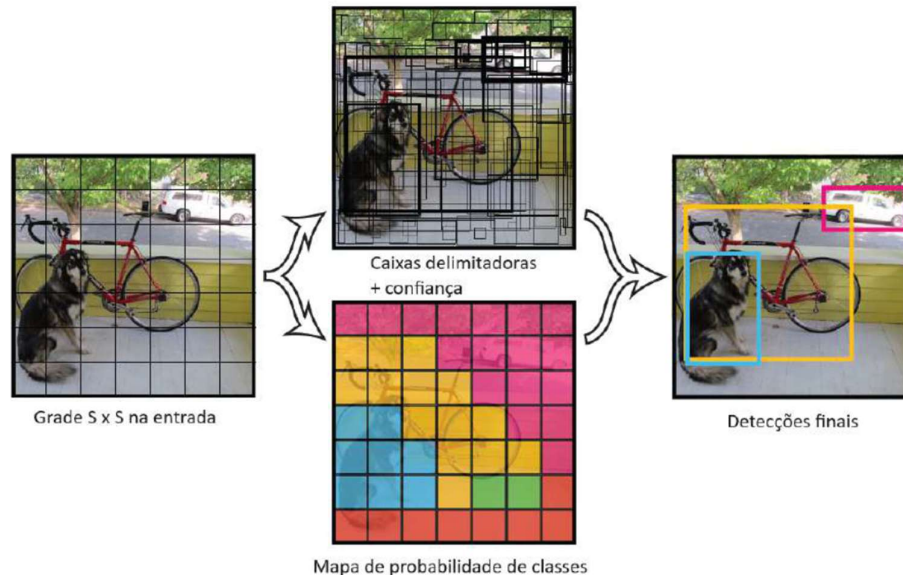 Caixas delimitadoras
+ confiança
Grade S x S na entrada
Detecções finais
Mapa de probabilidade de classes